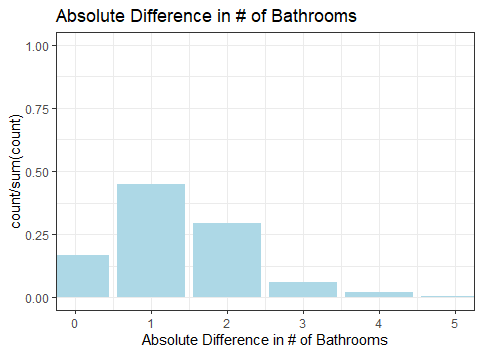 Absolute Difference in # of Bathrooms
1.00
0.75
0.50
0.25
0.00
count/sum(count)
0 1 2 3 4 5
Absolute Difference in # of Bathrooms